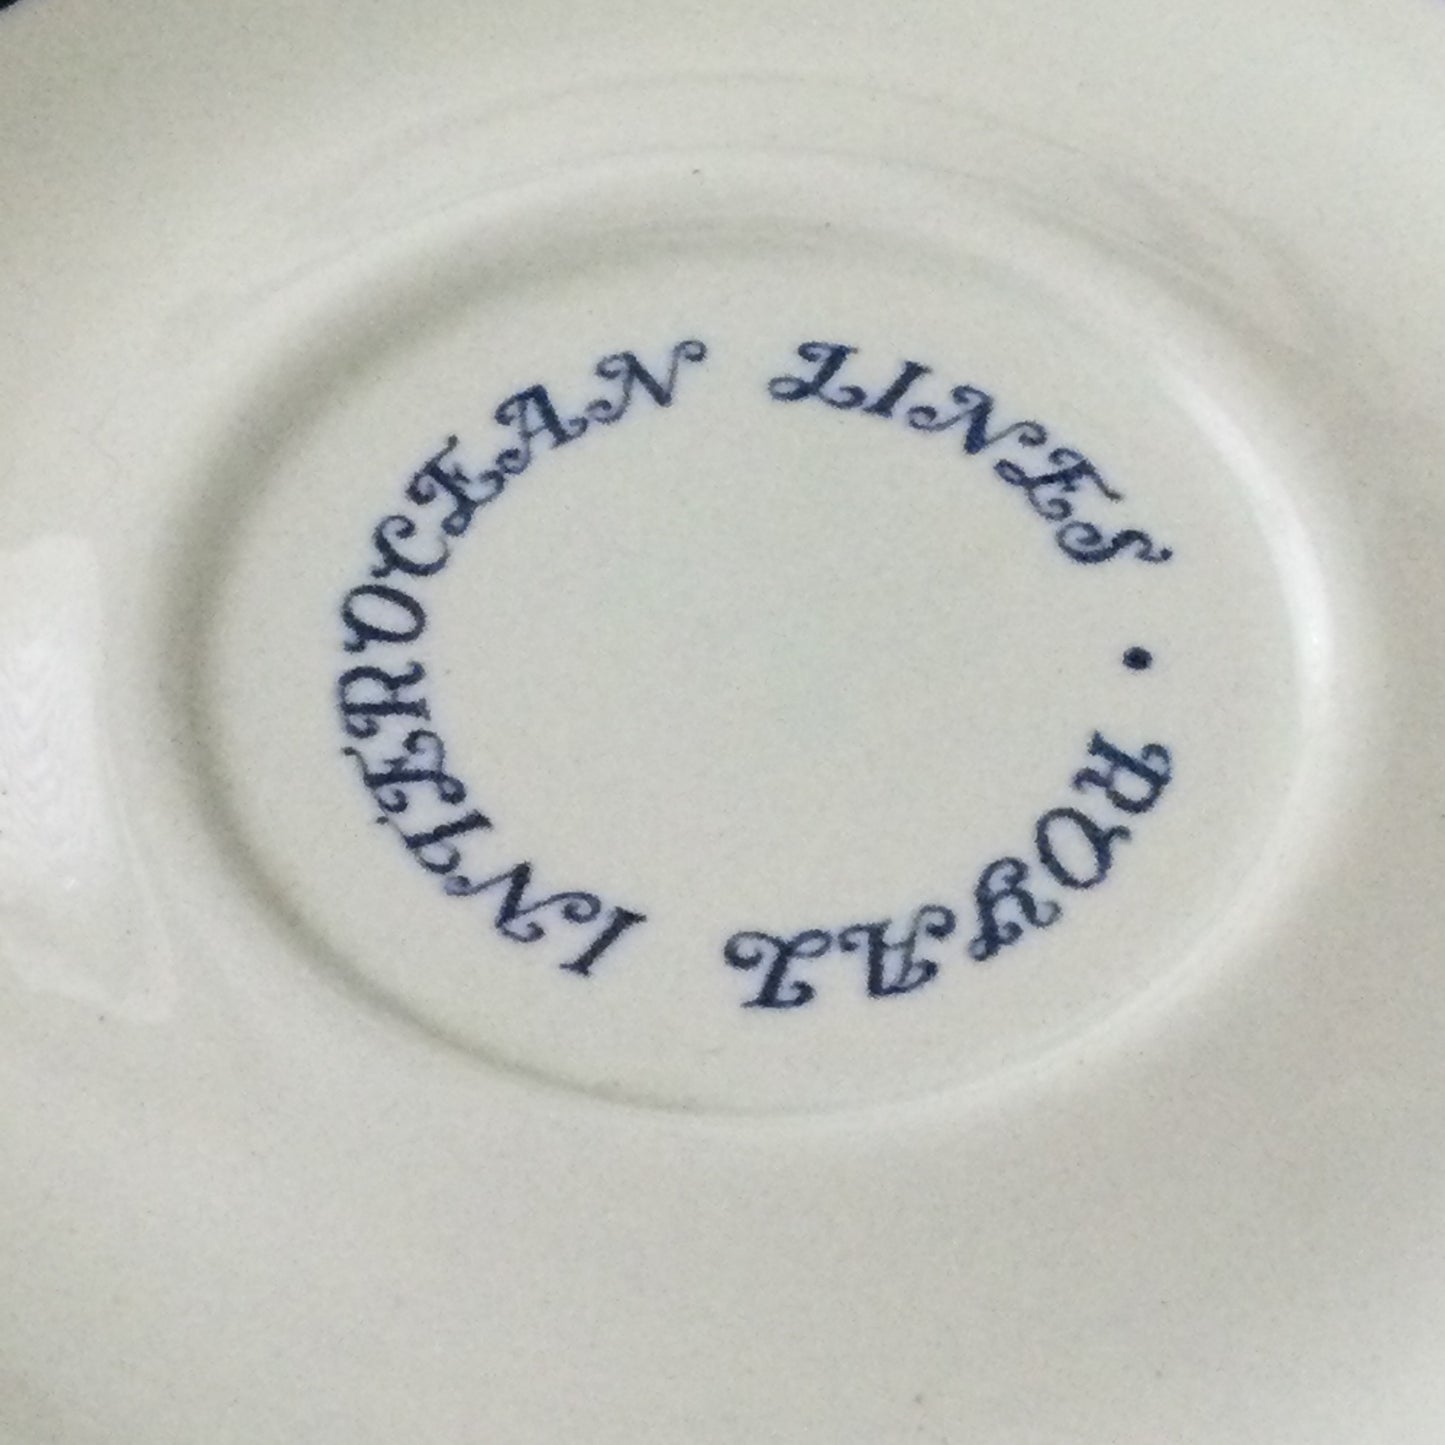 ROYAL INTEROCEAN LINES •